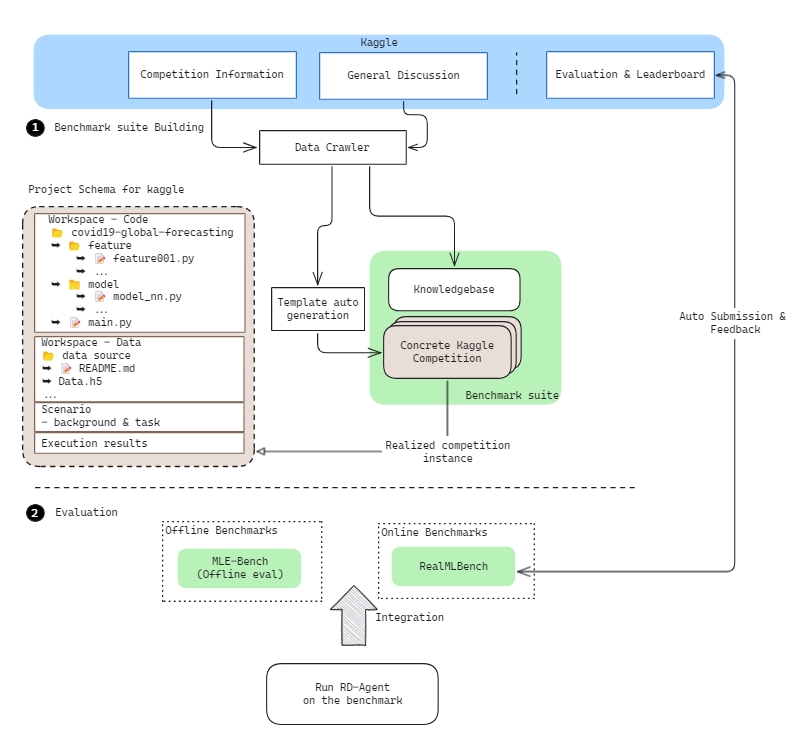 Kaggle
Competition Information
General Discussion
Evaluation & Leaderboard
1 Benchmark suite Building
Data Crawler
Project Schema for kaggle
Workspace - Code
covid19-global-forecasting
feature
feature001.py
...
model
model_nn.py
...
main.py
Workspace - Data
data source
README.md
Data.h5
...
Scenario
- background & task
Execution results
Template auto
generation
Knowledgebase
Concrete Kaggle
Competition
Benchmark suite
Realized competition
instance
Auto Submission &
Feedback
2 Evaluation
Offline Benchmarks
MLE-Bench
(Offline eval)
Online Benchmarks
RealMLBench
Integration
Run RD-Agent
on the benchmark